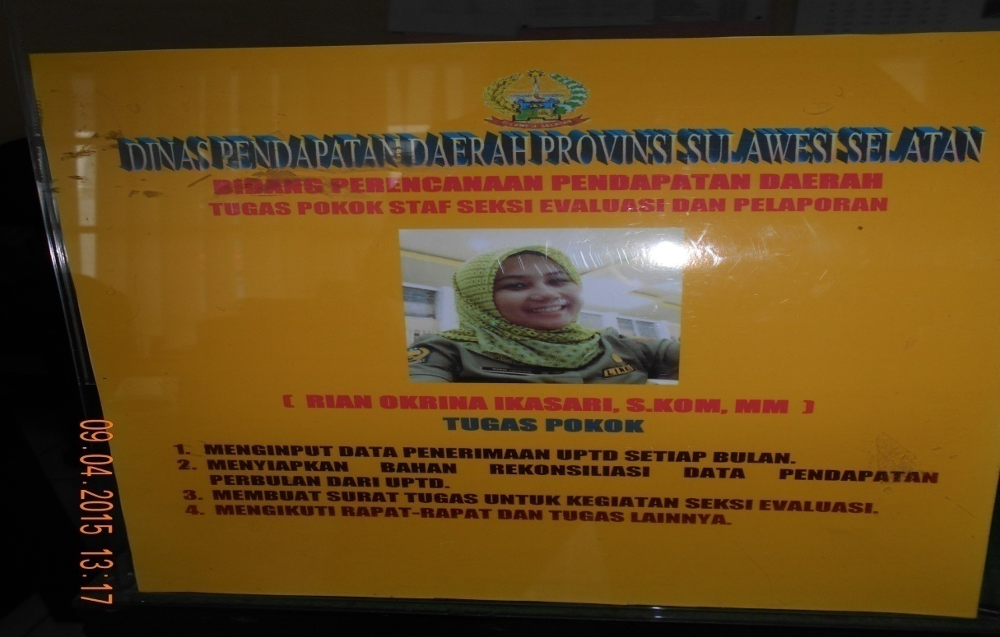 DINAS PENDAPATAN DAERAH PROVINSI SULAWESI SELATAN
BIDANG PERENCANAAN PENDAPATAN DAERAH
TUGAS POKOK STAF SEKSI EVALUASI DAN PELAPORAN
( RIAN OKRINA IKASARI, S.KOM, MM )
TUGAS POKOK
1. MENGINPUT DATA PENERIMAAN UPTD SETIAP BULAN.
2. MENYIAPKAN BAHAN REKONSILIASI DATA PENDAPATAN
PERBULAN DARI UPTD.
3. MEMBUAT SURAT TUGAS UNTUK KEGIATAN SEKSI EVALUASI.
4. MENGIKUTI RAPAT-RAPAT DAN TUGAS LAINNYA.
09.04.2015 13:17